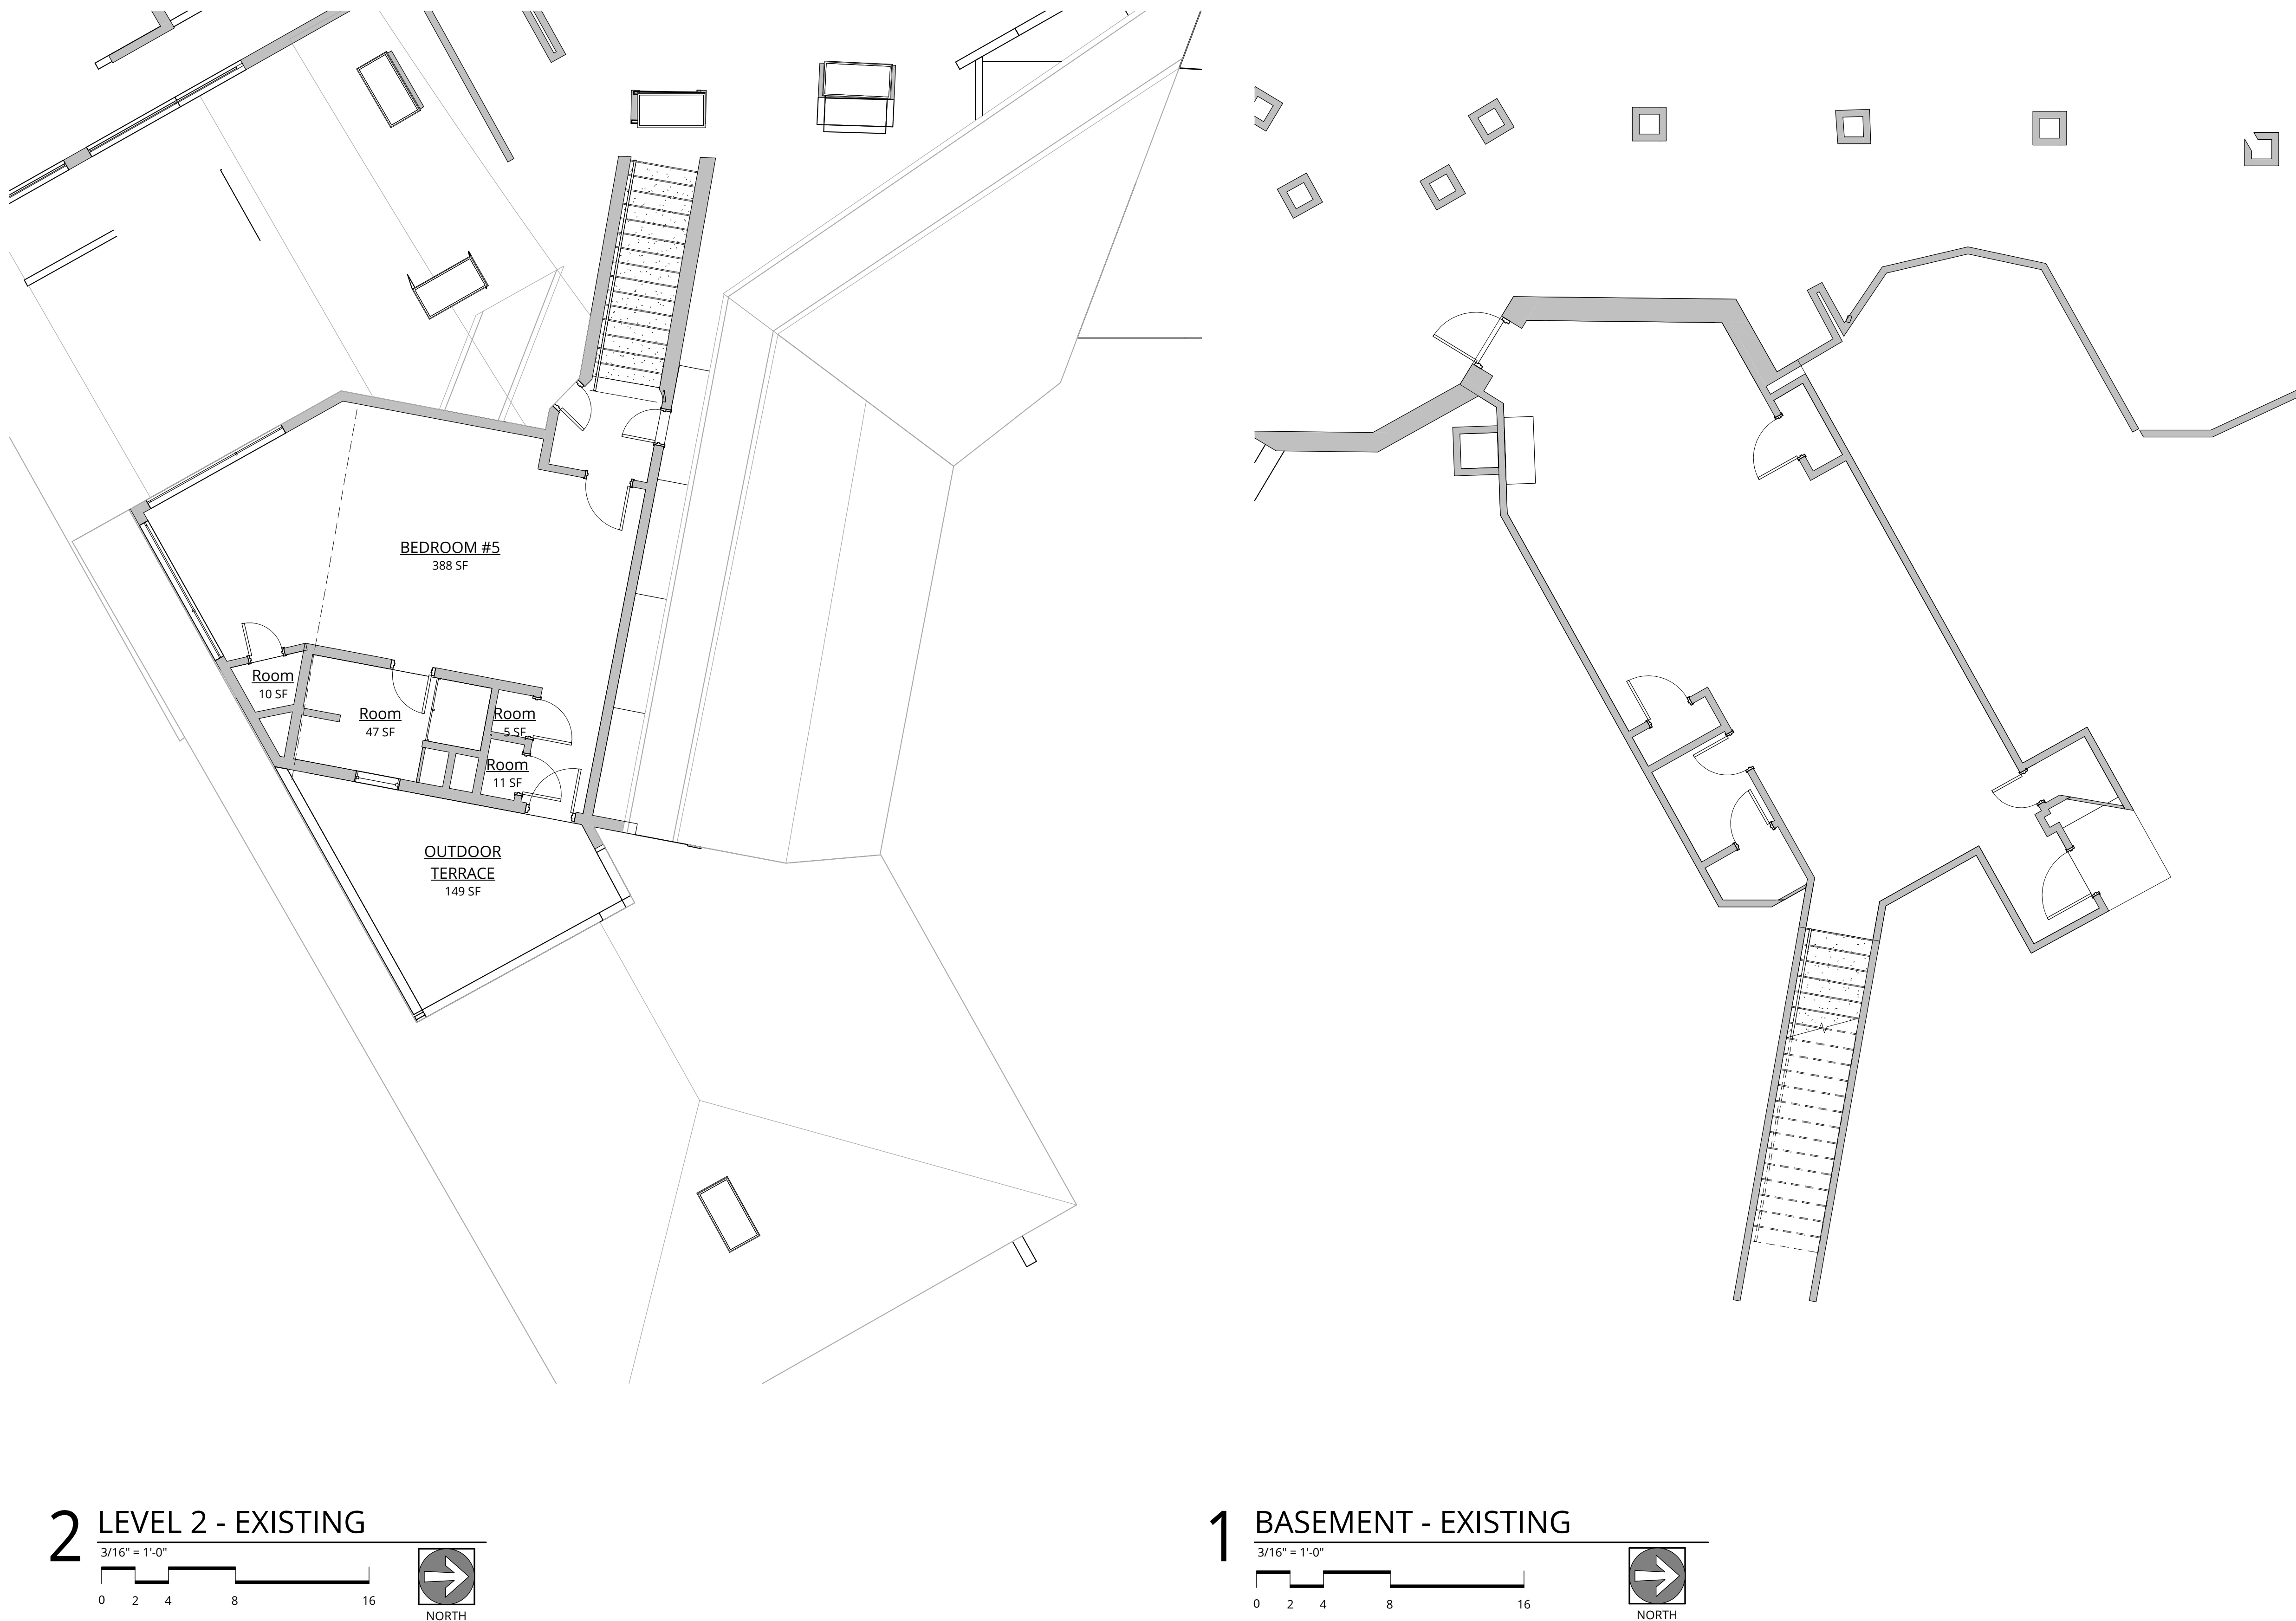 BEDROOM #5
388 SF
Room
10 SF
Room
47 SF
Room
5 SF
Room
11 SF
OUTDOOR
TERRACE
149 SF
2
LEVEL 2 - EXISTING
3/16" = 1'-0"
0 2 4 8 16
NORTH
1
BASEMENT - EXISTING
3/16" = 1'-0"
0 2 4 8 16
NORTH